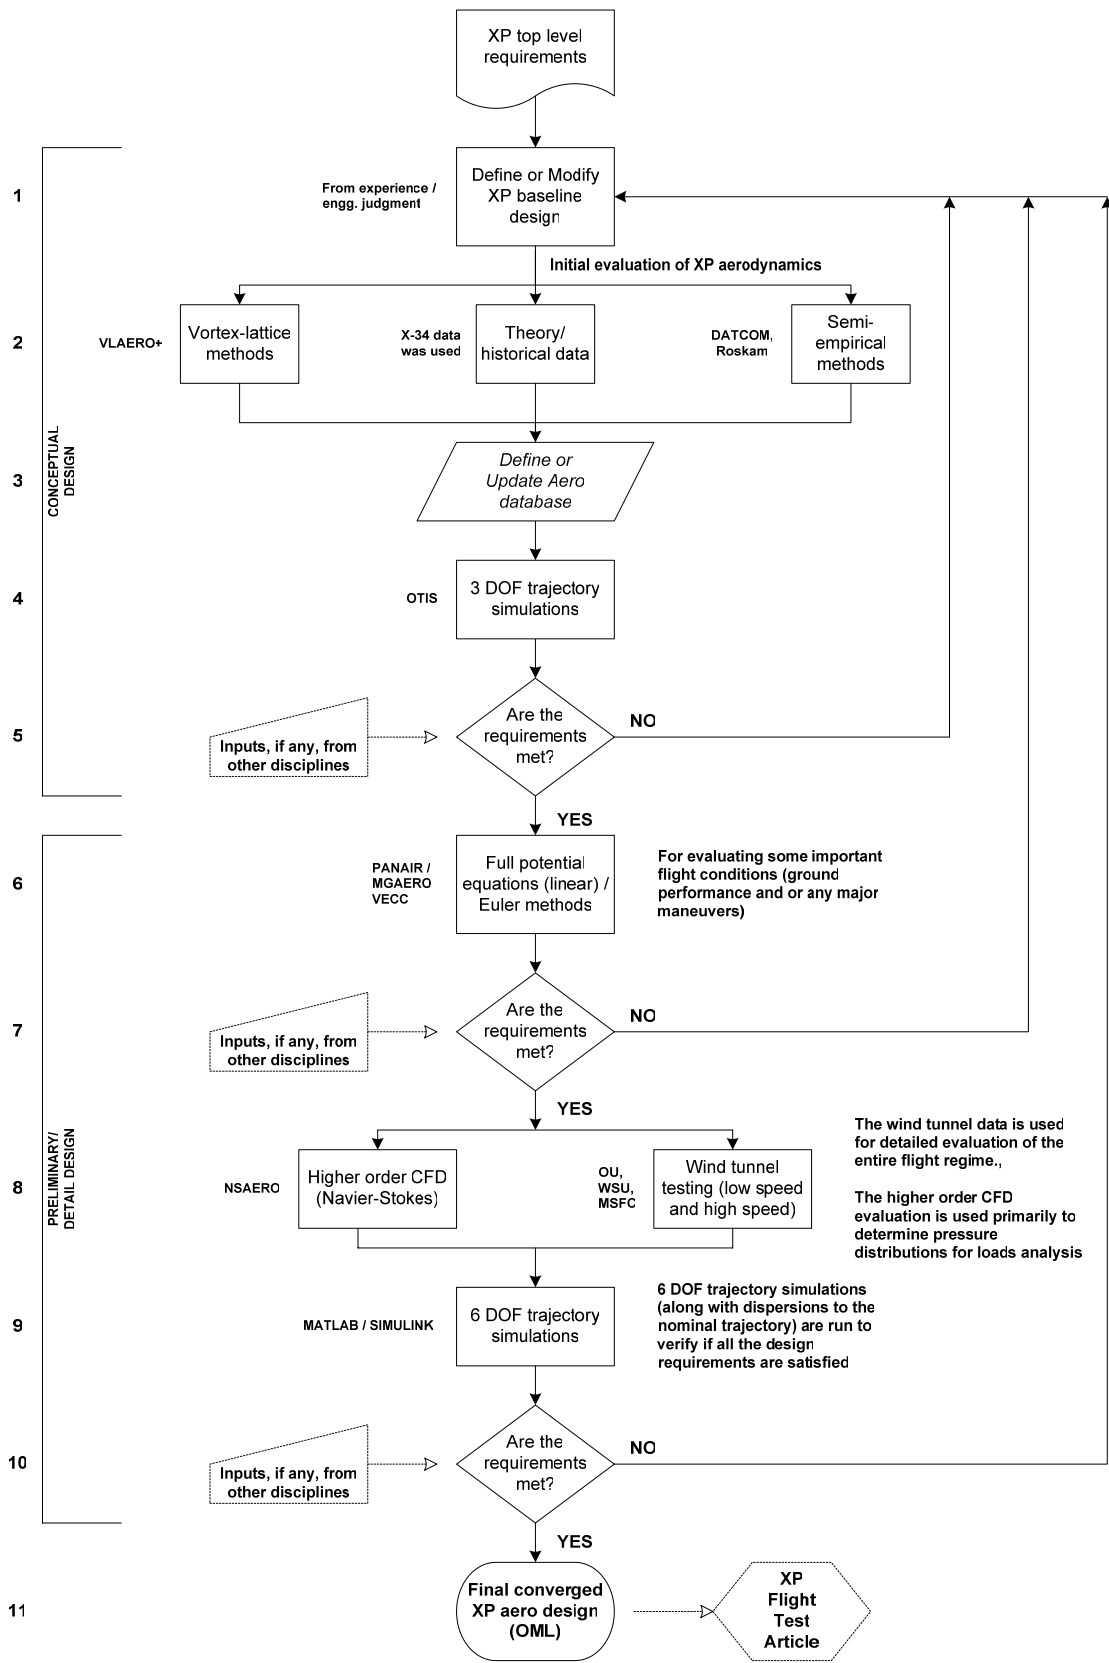 XP top level
requirements
1
From experience /
engg. judgment
Define or Modify
XP baseline
design
Initial evaluation of XP aerodynamics
2
VLAERO+
Vortex-lattice
methods
X-34 data
was used
Theory/
historical data
DATCOM,
Roskam
Semi-
empirical
methods
CONCEPTUAL
DESIGN
3
Define or
Update Aero
database
4
OTIS
3 DOF trajectory
simulations
5
Inputs, if any, from
other disciplines
Are the
requirements
met?
NO
YES
6
PANAIR /
MGAERO
VECC
Full potential
equations (linear) /
Euler methods
For evaluating some important
flight conditions (ground
performance and or any major
maneuvers)
7
Inputs, if any, from
other disciplines
Are the
requirements
met?
NO
YES
PRELIMINARY/
DETAIL DESIGN
8
NSAERO
Higher order CFD
(Navier-Stokes)
OU,
WSU,
MSFC
Wind tunnel
testing (low speed
and high speed)
The wind tunnel data is used
for detailed evaluation of the
entire flight regime.,
The higher order CFD
evaluation is used primarily to
determine pressure
distributions for loads analysis
9
MATLAB / SIMULINK
6 DOF trajectory
simulations
6 DOF trajectory simulations
(along with dispersions to the
nominal trajectory) are run to
verify if all the design
requirements are satisfied
10
Inputs, if any, from
other disciplines
Are the
requirements
met?
NO
YES
11
Final converged
XP aero design
(OML)
XP
Flight
Test
Article